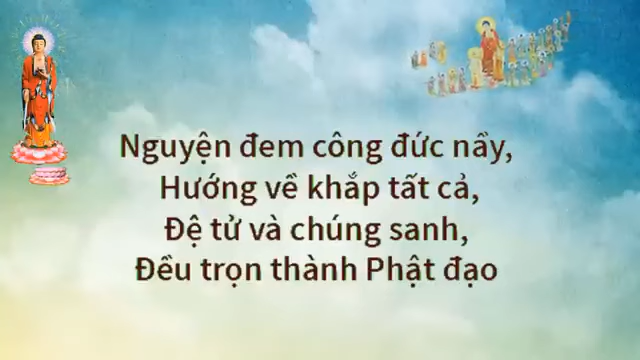 Nguyện đem công đức nầy,
Hướng về khắp tất cả,
Đệ tử và chúng sanh,
Đều trọn thành Phật đạo